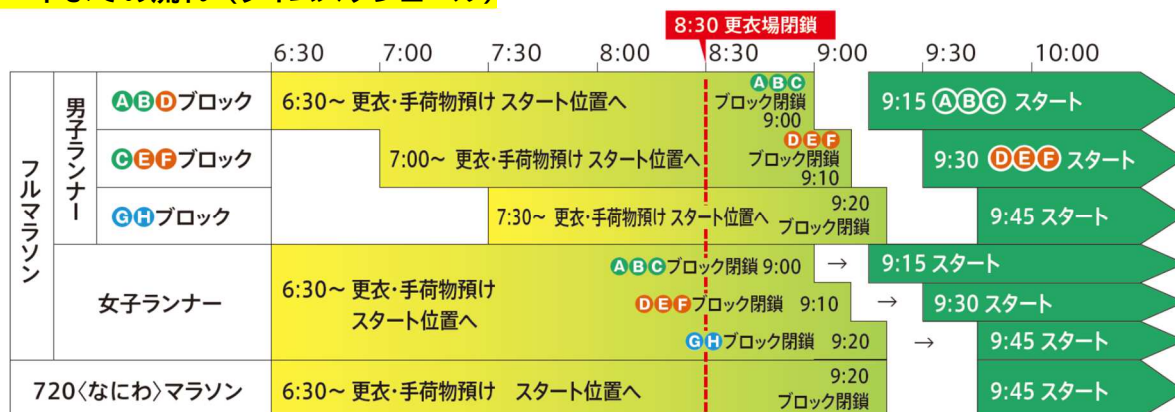 8:30 更衣場閉鎖
6:30 7:00 7:30 8:00 8:30 9:00 9:30 10:00
フルマラソン
男子ランナー
ABDブロック
6:30～ 更衣・手荷物預け スタート位置へ
ABC
ブロック閉鎖
9:00
9:15 ABC スタート
CEFブロック
7:00～ 更衣・手荷物預け スタート位置へ
DEF
ブロック閉鎖
9:10
9:30 DEF スタート
GHブロック
7:30～ 更衣・手荷物預け スタート位置へ
9:20
ブロック閉鎖
9:45 スタート
女子ランナー
6:30～ 更衣・手荷物預け
スタート位置へ
ABCブロック閉鎖 9:00 → 9:15 スタート
DEFブロック閉鎖 9:10 → 9:30 スタート
GHブロック閉鎖 9:20 → 9:45 スタート
720〈なにわ〉マラソン
6:30～ 更衣・手荷物預け スタート位置へ
9:20
ブロック閉鎖
9:45 スタート